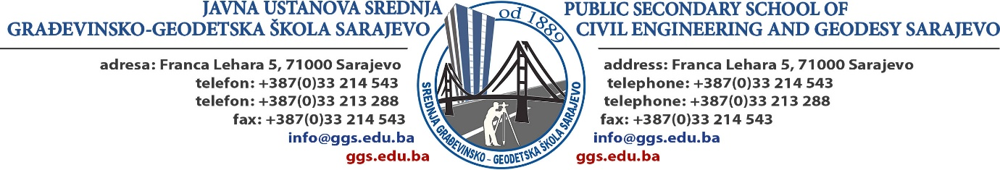 JAVNA USTANOVA SREDNJA
GRAĐEVINSKO-GEODETSKA ŠKOLA SARAJEVO
adresa: Franca Lehara 5, 71000 Sarajevo
telefon: +387(0)33 214 543
telefon: +387(0)33 213 288
fax: +387(0)33 214 543
info@ggs.edu.ba
ggs.edu.ba
od 1889
SREDNJA GRAĐEVINSKO - GEODETSKA ŠKOLA SARAJEVO
PUBLIC SECONDARY SCHOOL OF
CIVIL ENGINEERING AND GEODESY SARAJEVO
address: Franca Lehara 5, 71000 Sarajevo
telephone: +387(0)33 214 543
telephone: +387(0)33 213 288
fax: +387(0)33 214 543
info@ggs.edu.ba
ggs.edu.ba